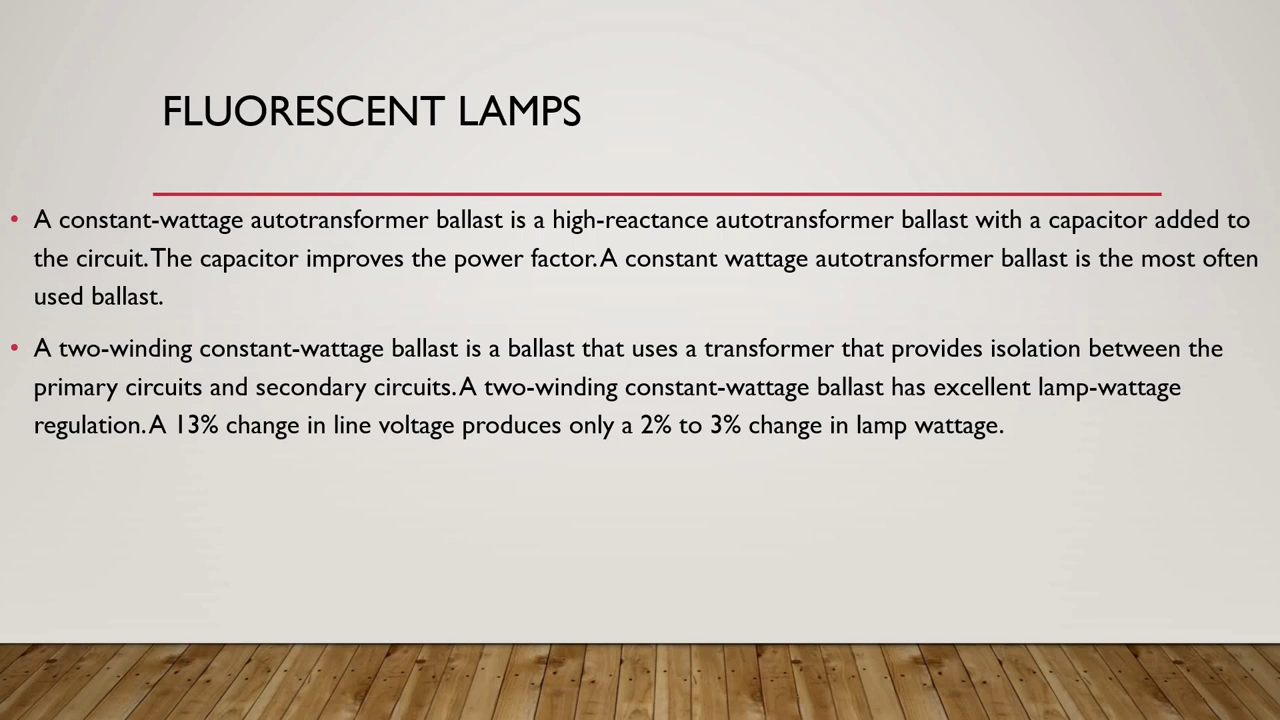 FLUORESCENT LAMPS
• A constant-wattage autotransformer ballast is a high-reactance autotransformer ballast with a capacitor added to
the circuit. The capacitor improves the power factor. A constant wattage autotransformer ballast is the most often
used ballast.
• A two-winding constant-wattage ballast is a ballast that uses a transformer that provides isolation between the
primary circuits and secondary circuits. A two-winding constant-wattage ballast has excellent lamp-wattage
regulation. A 13% change in line voltage produces only a 2% to 3% change in lamp wattage.